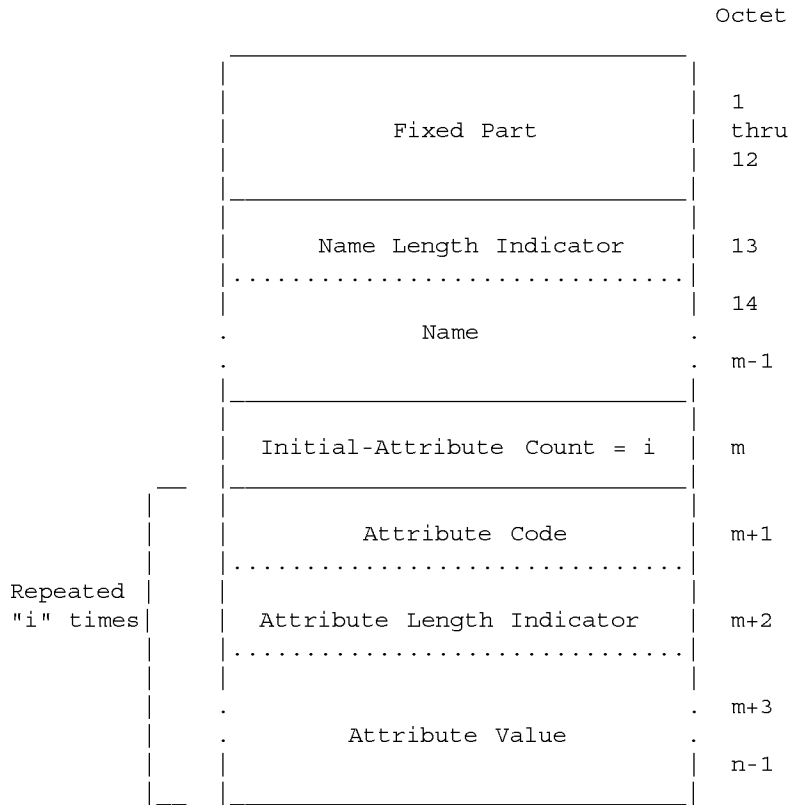 Octet
1
Fixed Part thru
12
Name Length Indicator 13
14
Name
m-1
Initial-Attribute Count = i m
Attribute Code m+1
Repeated
"i" times Attribute Length Indicator m+2
m+3
Attribute Value
n-1